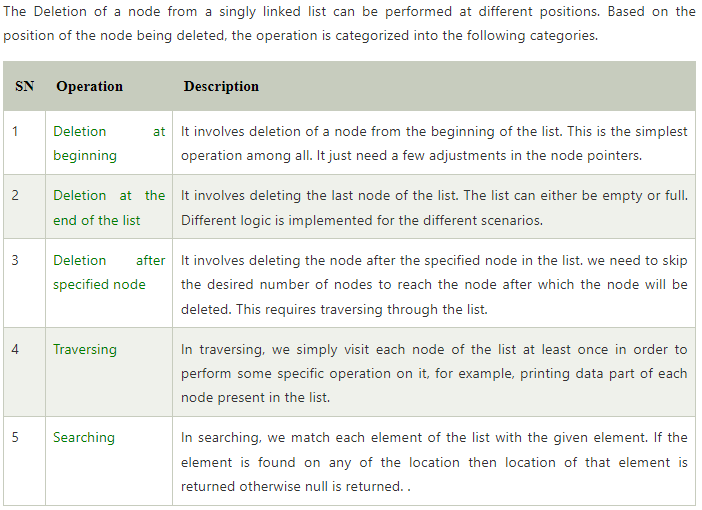 The Deletion of a node from a singly linked list can be performed at different positions. Based on the
position of the node being deleted, the operation is categorized into the following categories.
SN Operation Description
1 Deletion at beginning It involves deletion of a node from the beginning of the list. This is the simplest
operation among all. It just need a few adjustments in the node pointers.
2 Deletion at the end of the list It involves deleting the last node of the list. The list can either be empty or full.
Different logic is implemented for the different scenarios.
3 Deletion after specified node It involves deleting the node after the specified node in the list. we need to skip
the desired number of nodes to reach the node after which the node will be
deleted. This requires traversing through the list.
4 Traversing In traversing, we simply visit each node of the list at least once in order to
perform some specific operation on it, for example, printing data part of each
node present in the list.
5 Searching In searching, we match each element of the list with the given element. If the
element is found on any of the location then location of that element is
returned otherwise null is returned. .